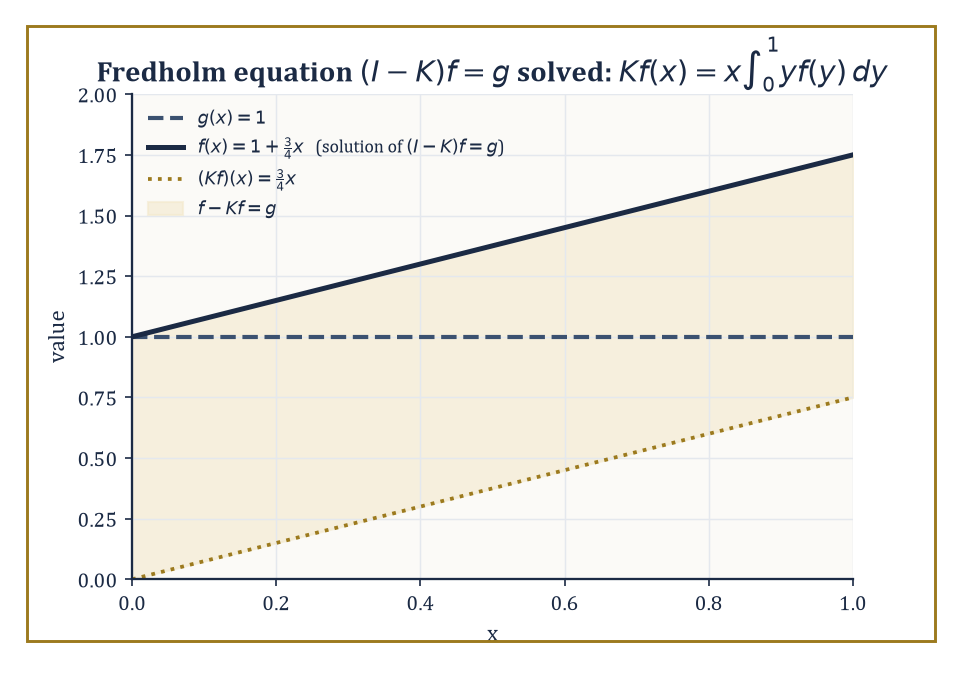 Fredholm equation (I − K)f = g solved: Kf(x) = x∫₀¹ yf(y) dy
g(x) = 1
f(x) = 1 + ¾x (solution of (I − K)f = g)
(Kf)(x) = ¾x
f − Kf = g
2.00
1.75
1.50
1.25
1.00
0.75
0.50
0.25
0.00
value
0.0 0.2 0.4 0.6 0.8 1.0
x